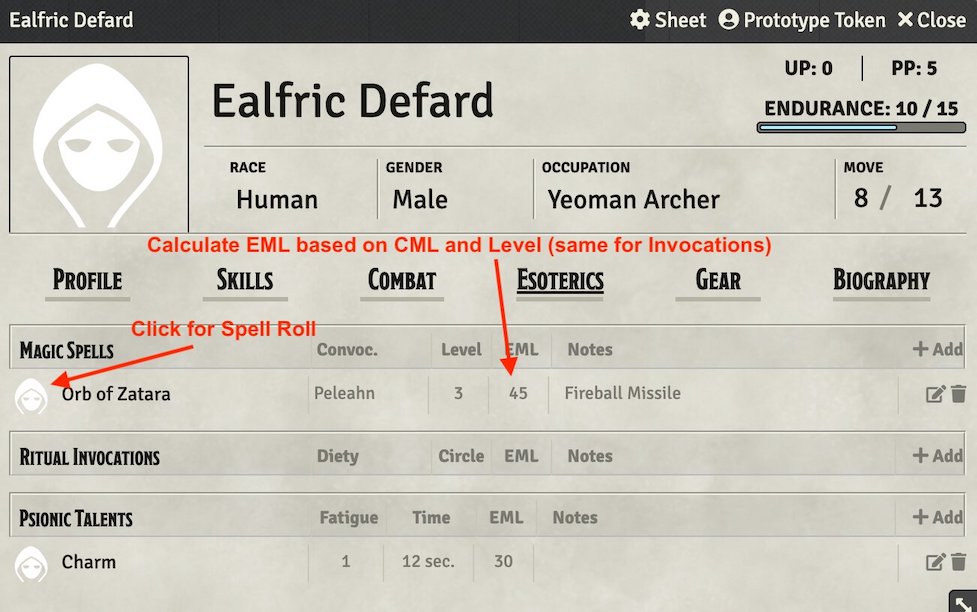 Ealfric Defard Sheet Prototype Token Close
UP: 0 PP: 5
Ealfric Defard
ENDURANCE: 10 / 15
RACE GENDER OCCUPATION MOVE
Human Male Yeoman Archer 8 / 13
Calculate EML based on CML and Level (same for Invocations)
PROFILE SKILLS COMBAT ESOTERICS GEAR BIOGRAPHY
Click for Spell Roll
MAGIC SPELLS Convoc. Level EML Notes + Add
Orb of Zatara Peleahn 3 45 Fireball Missile
RITUAL INVOCATIONS Diety Circle EML Notes + Add
PSIONIC TALENTS Fatigue Time EML Notes + Add
Charm 1 12 sec. 30